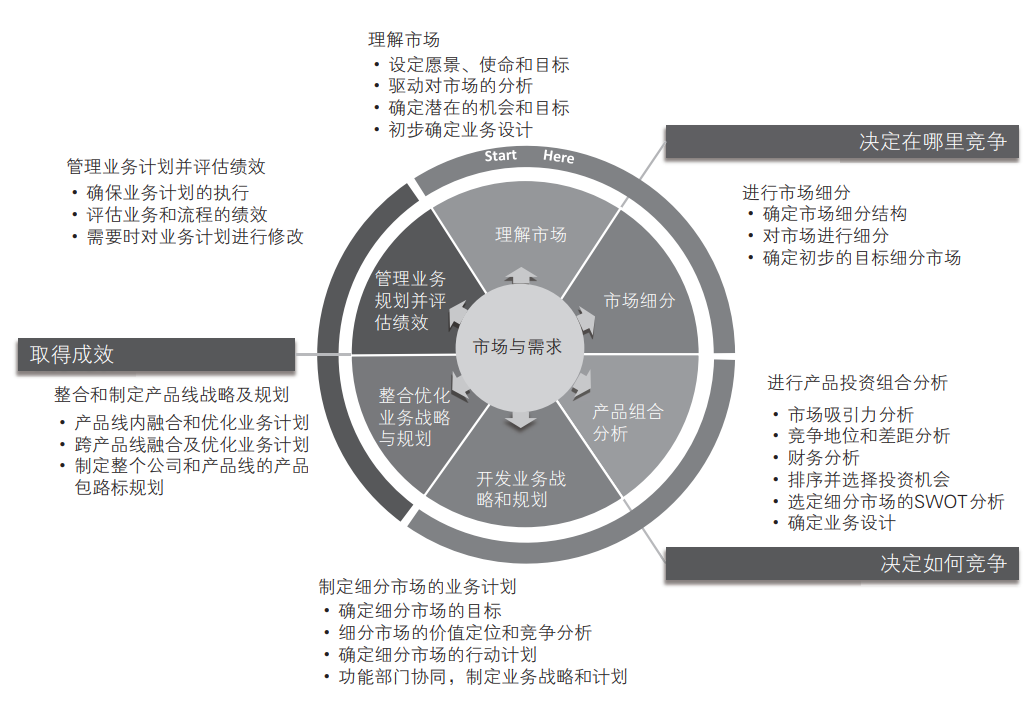 理解市场
• 设定愿景、使命和目标
• 驱动对市场的分析
• 确定潜在的机会和目标
• 初步确定业务设计
决定在哪里竞争
进行市场细分
• 确定市场细分结构
• 对市场进行细分
• 确定初步的目标细分市场
进行产品投资组合分析
• 市场吸引力分析
• 竞争地位和差距分析
• 财务分析
• 排序并选择投资机会
• 选定细分市场的SWOT分析
• 确定业务设计
决定如何竞争
制定细分市场的业务计划
• 确定细分市场的目标
• 细分市场的价值定位和竞争分析
• 确定细分市场的行动计划
• 功能部门协同，制定业务战略和计划
整合和制定产品线战略及规划
• 产品线内融合和优化业务计划
• 跨产品线融合及优化业务计划
• 制定整个公司和产品线的产品
包路标规划
取得成效
管理业务计划并评估绩效
• 确保业务计划的执行
• 评估业务和流程的绩效
• 需要时对业务计划进行修改
Start Here
理解市场
市场细分
产品组合
分析
开发业务战
略和规划
整合优化
业务战略
与规划
管理业务
规划并评
估绩效
市场与需求